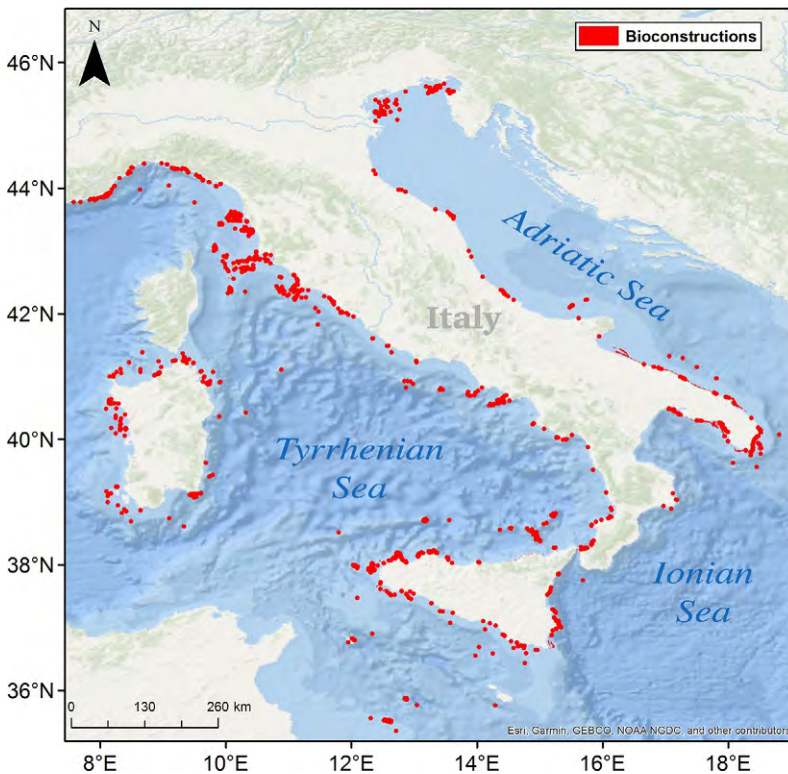 N
Bioconstructions
46°N
44°N
Adriatic Sea
42°N
Italy
40°N
Tyrrhenian
Sea
38°N
Ionian
Sea
36°N
0 130 260 km
Esri, Garmin, GEBCO, NOAA NGDC, and other contributors
8°E 10°E 12°E 14°E 16°E 18°E